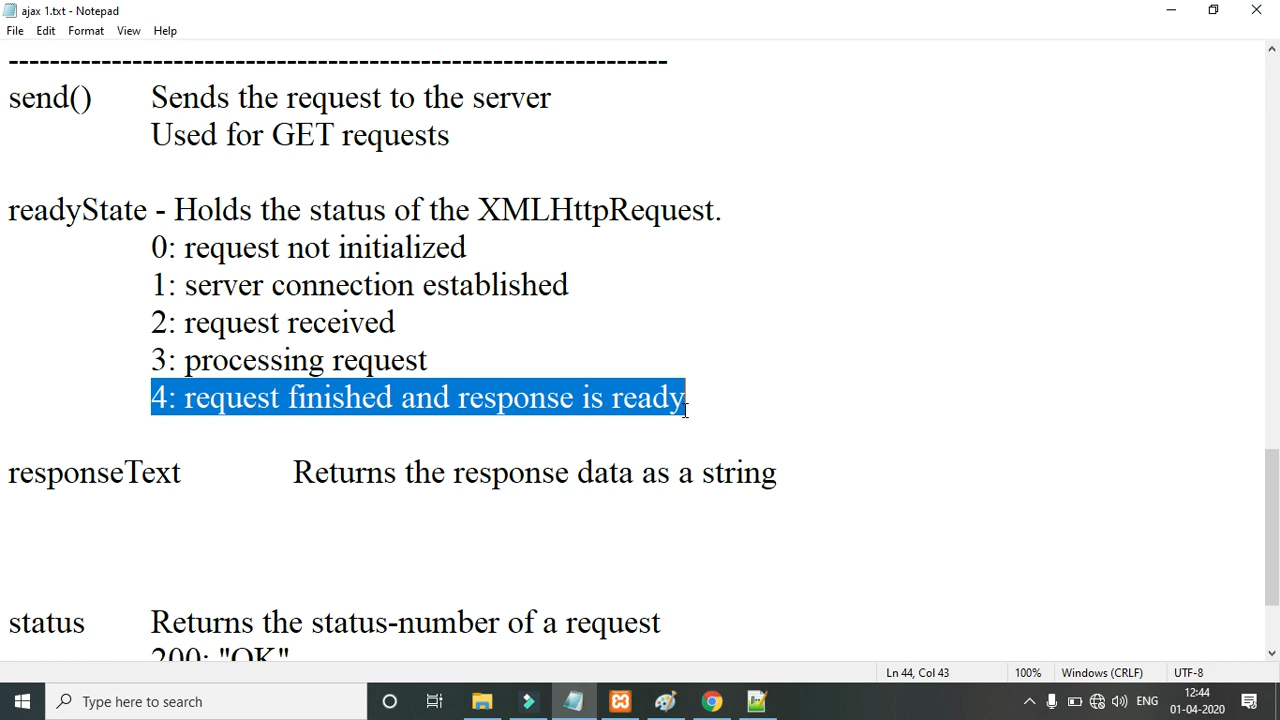 ajax 1.txt - Notepad
File Edit Format View Help
----------------------------------------------------------------
send() Sends the request to the server
Used for GET requests
readyState - Holds the status of the XMLHttpRequest.
0: request not initialized
1: server connection established
2: request received
3: processing request
4: request finished and response is ready
responseText Returns the response data as a string
status Returns the status-number of a request
200: "OK"
Ln 44, Col 43 100% Windows (CRLF) UTF-8
Type here to search ENG 12:44
01-04-2020